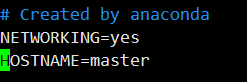 # Created by anaconda
NETWORKING=yes
HOSTNAME=master